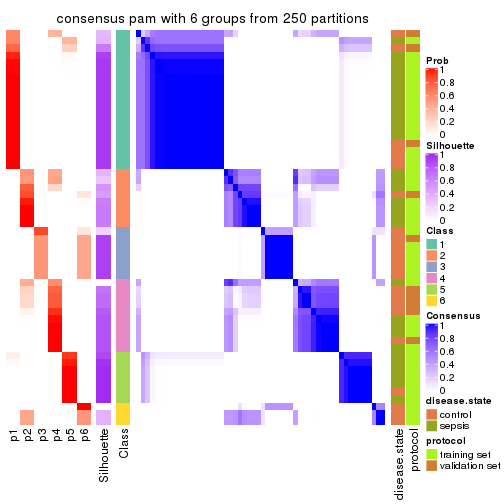 consensus pam with 6 groups from 250 partitions
Prob
1
0.8
0.6
0.4
0.2
0
Silhouette
1
0.8
0.6
0.4
0.2
0
Class
1
2
3
4
5
6
Consensus
1
0.8
0.6
0.4
0.2
0
disease.state
control
sepsis
protocol
training set
validation set
p1
p2
p3
p4
p5
p6
Silhouette
Class
disease.state
protocol